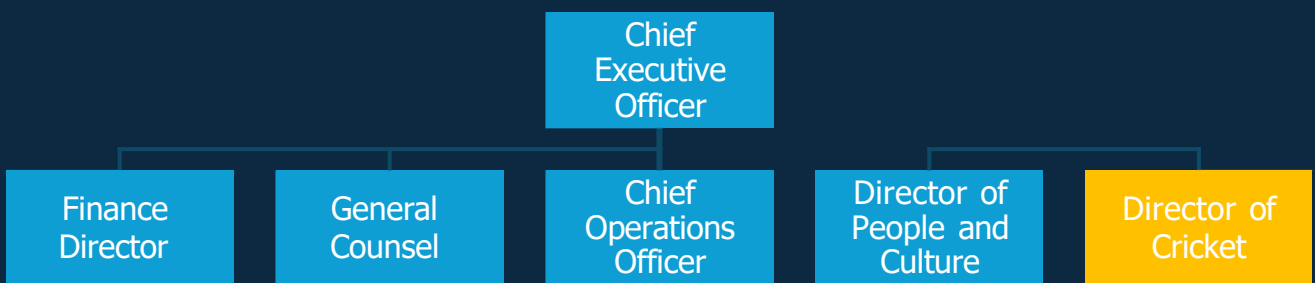 Chief
Executive
Officer
Finance
Director
General
Counsel
Chief
Operations
Officer
Director of
People and
Culture
Director of
Cricket